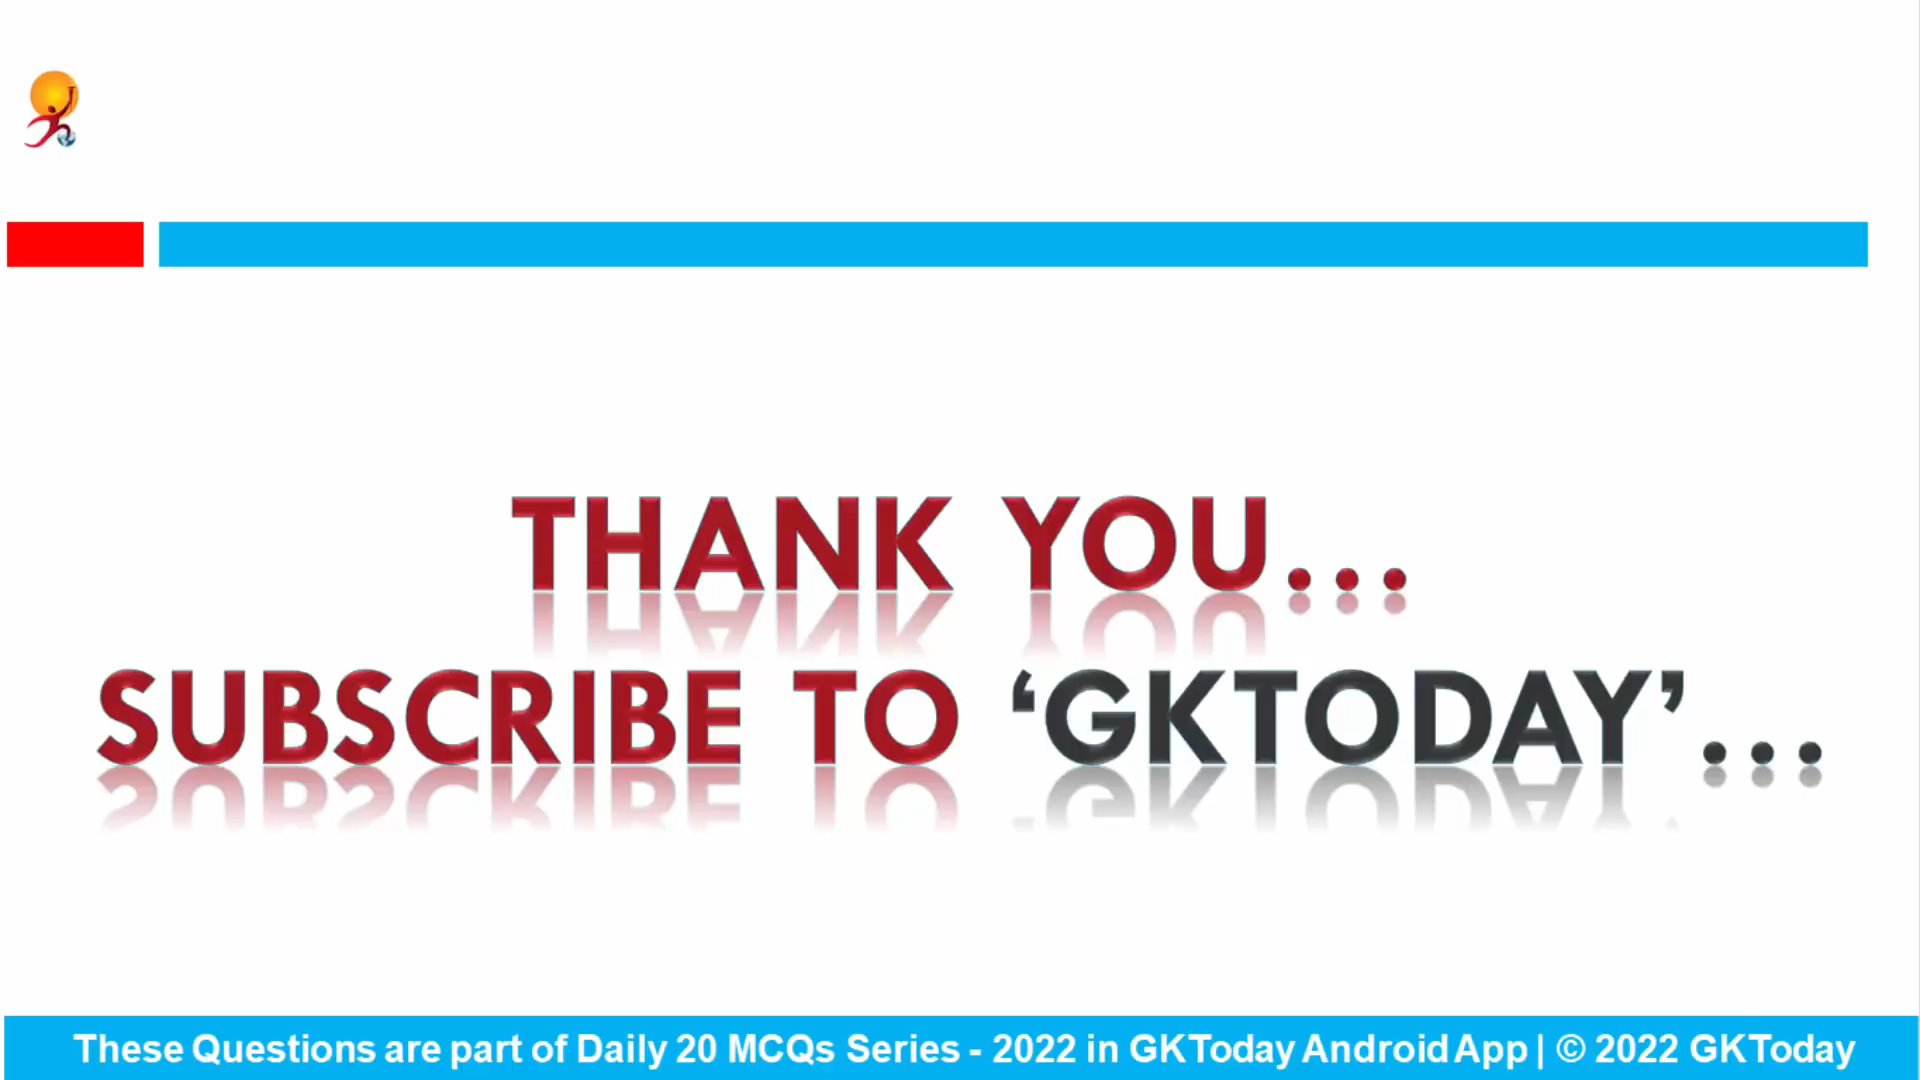 THANK YOU...
SUBSCRIBE TO ‘GKTODAY’...
These Questions are part of Daily 20 MCQs Series - 2022 in GKToday Android App | © 2022 GKToday